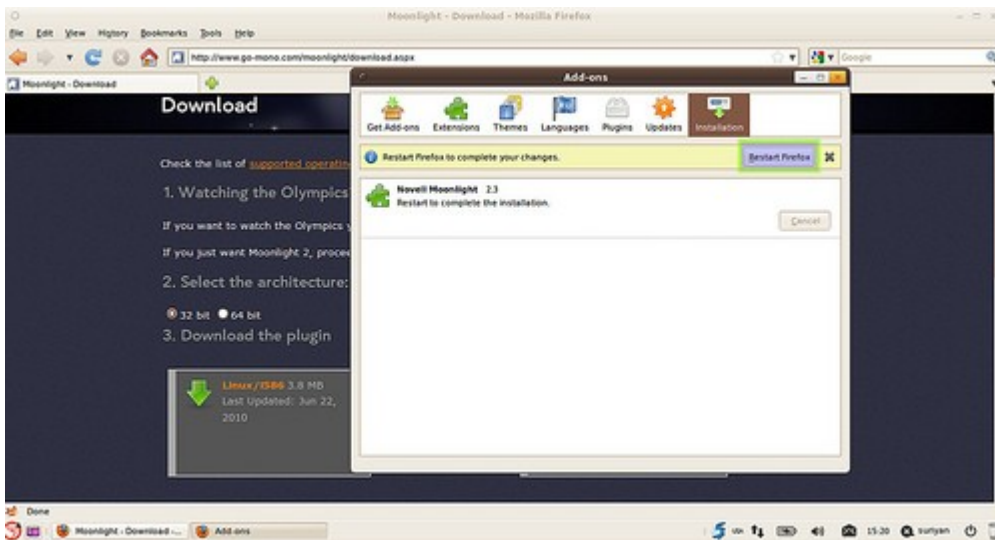 Moonlight - Download - Mozilla Firefox
File Edit View History Bookmarks Tools Help
http://www.go-mono.com/moonlight/download.aspx
Google
Moonlight - Download
Add-ons
Download
Get Add-ons Extensions Themes Languages Plugins Updates Installation
Check the list of supported operatin
Restart Firefox to complete your changes.
Restart Firefox
1. Watching the Olympics
Novell Moonlight 2.3
Restart to complete the installation.
Cancel
If you want to watch the Olympics y
If you just want Moonlight 2, procee
2. Select the architecture:
32 bit 64 bit
3. Download the plugin
Linux/i586 3.8 MB
Last Updated: Jun 22,
2010
Done
Moonlight - Download -... Add-ons
15:20 sunyan